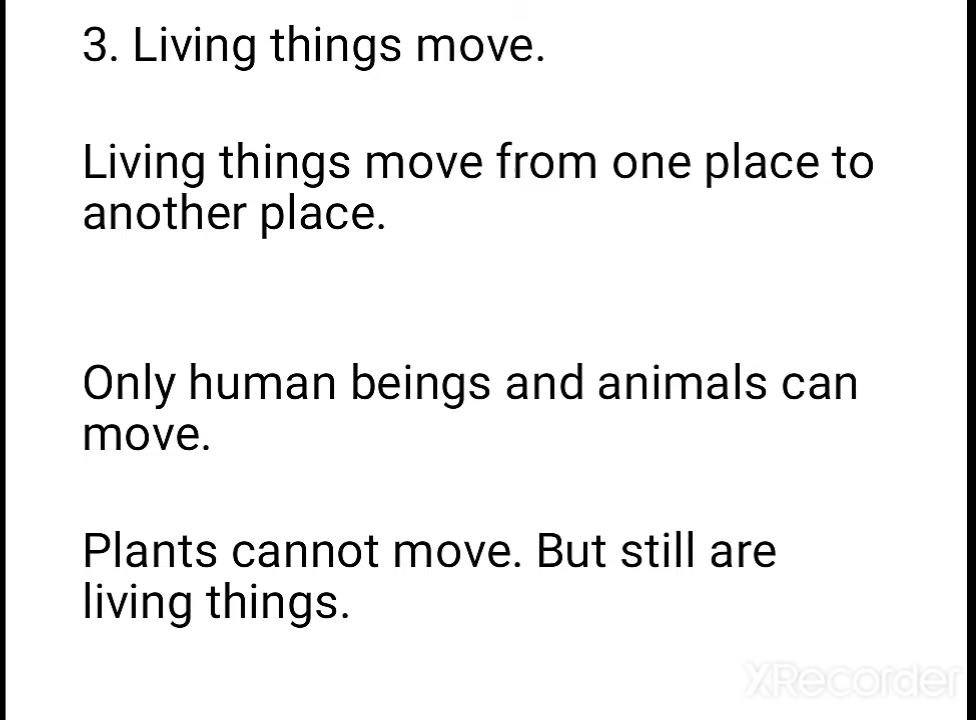 3. Living things move.
Living things move from one place to
another place.
Only human beings and animals can
move.
Plants cannot move. But still are
living things.
XRecorder